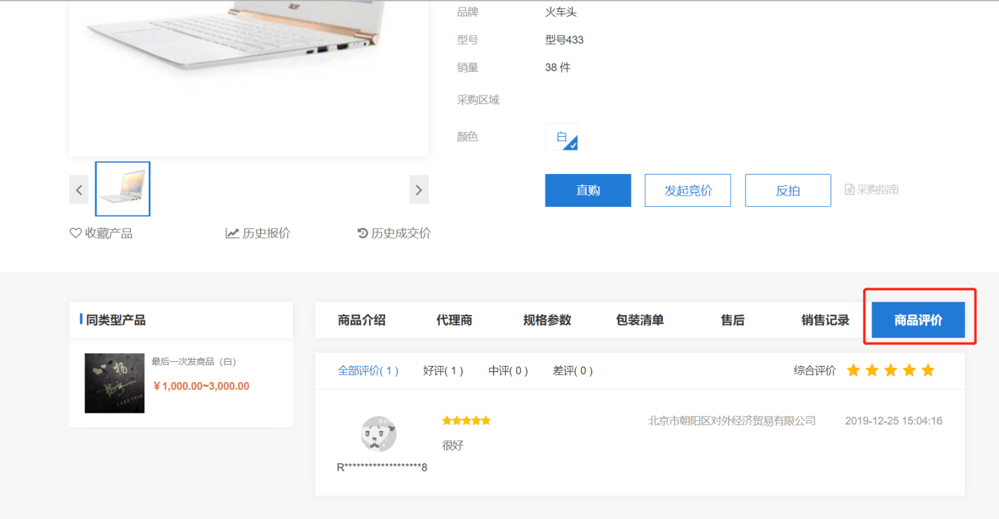 acer
品牌 火车头
型号 型号433
销量 38 件
采购区域
颜色 白
直购 发起竞价 反拍 采购指南
收藏产品 历史报价 历史成交价
同类型产品
最后一次发商品（白）
￥1,000.00~3,000.00
商品介绍 代理商 规格参数 包装清单 售后 销售记录 商品评价
全部评价( 1 ) 好评( 1 ) 中评( 0 ) 差评( 0 ) 综合评价
北京市朝阳区对外经济贸易有限公司 2019-12-25 15:04:16
很好
R*******************8